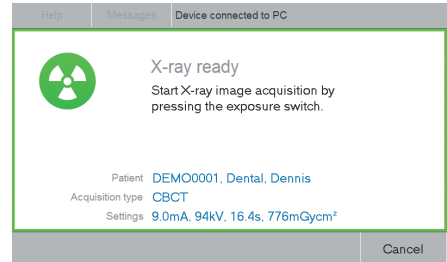 Help Messages Device connected to PC
X-ray ready
Start X-ray image acquisition by
pressing the exposure switch.
Patient DEMO0001, Dental, Dennis
Acquisition type CBCT
Settings 9.0mA, 94kV, 16.4s, 776mGycm²
Cancel